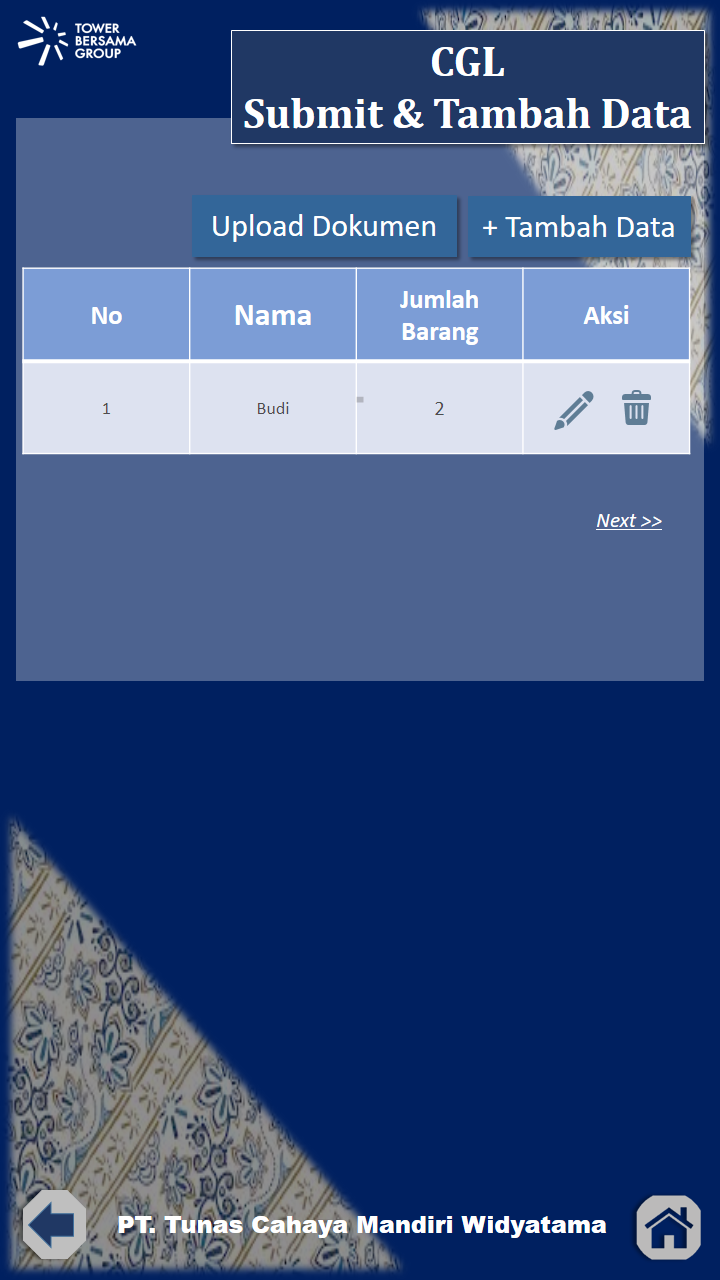 TOWER
BERSAMA
GROUP
CGL
Submit & Tambah Data
Upload Dokumen
+ Tambah Data
No
Nama
Jumlah
Barang
Aksi
1
Budi
2
Next >>
PT. Tunas Cahaya Mandiri Widyatama